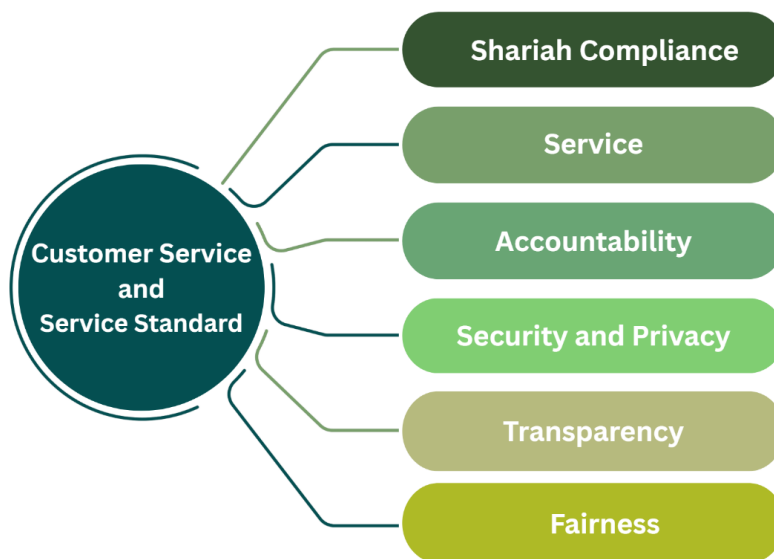 Customer Service
and
Service Standard
Shariah Compliance
Service
Accountability
Security and Privacy
Transparency
Fairness